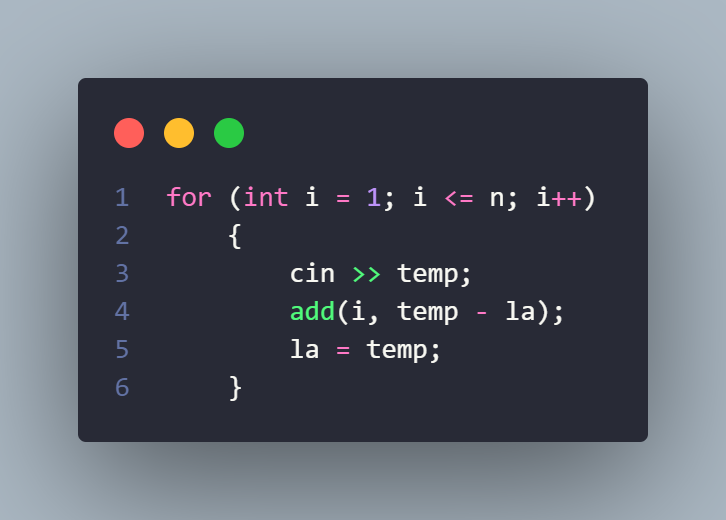 1 for (int i = 1; i <= n; i++)
2     {
3         cin >> temp;
4         add(i, temp - la);
5         la = temp;
6     }